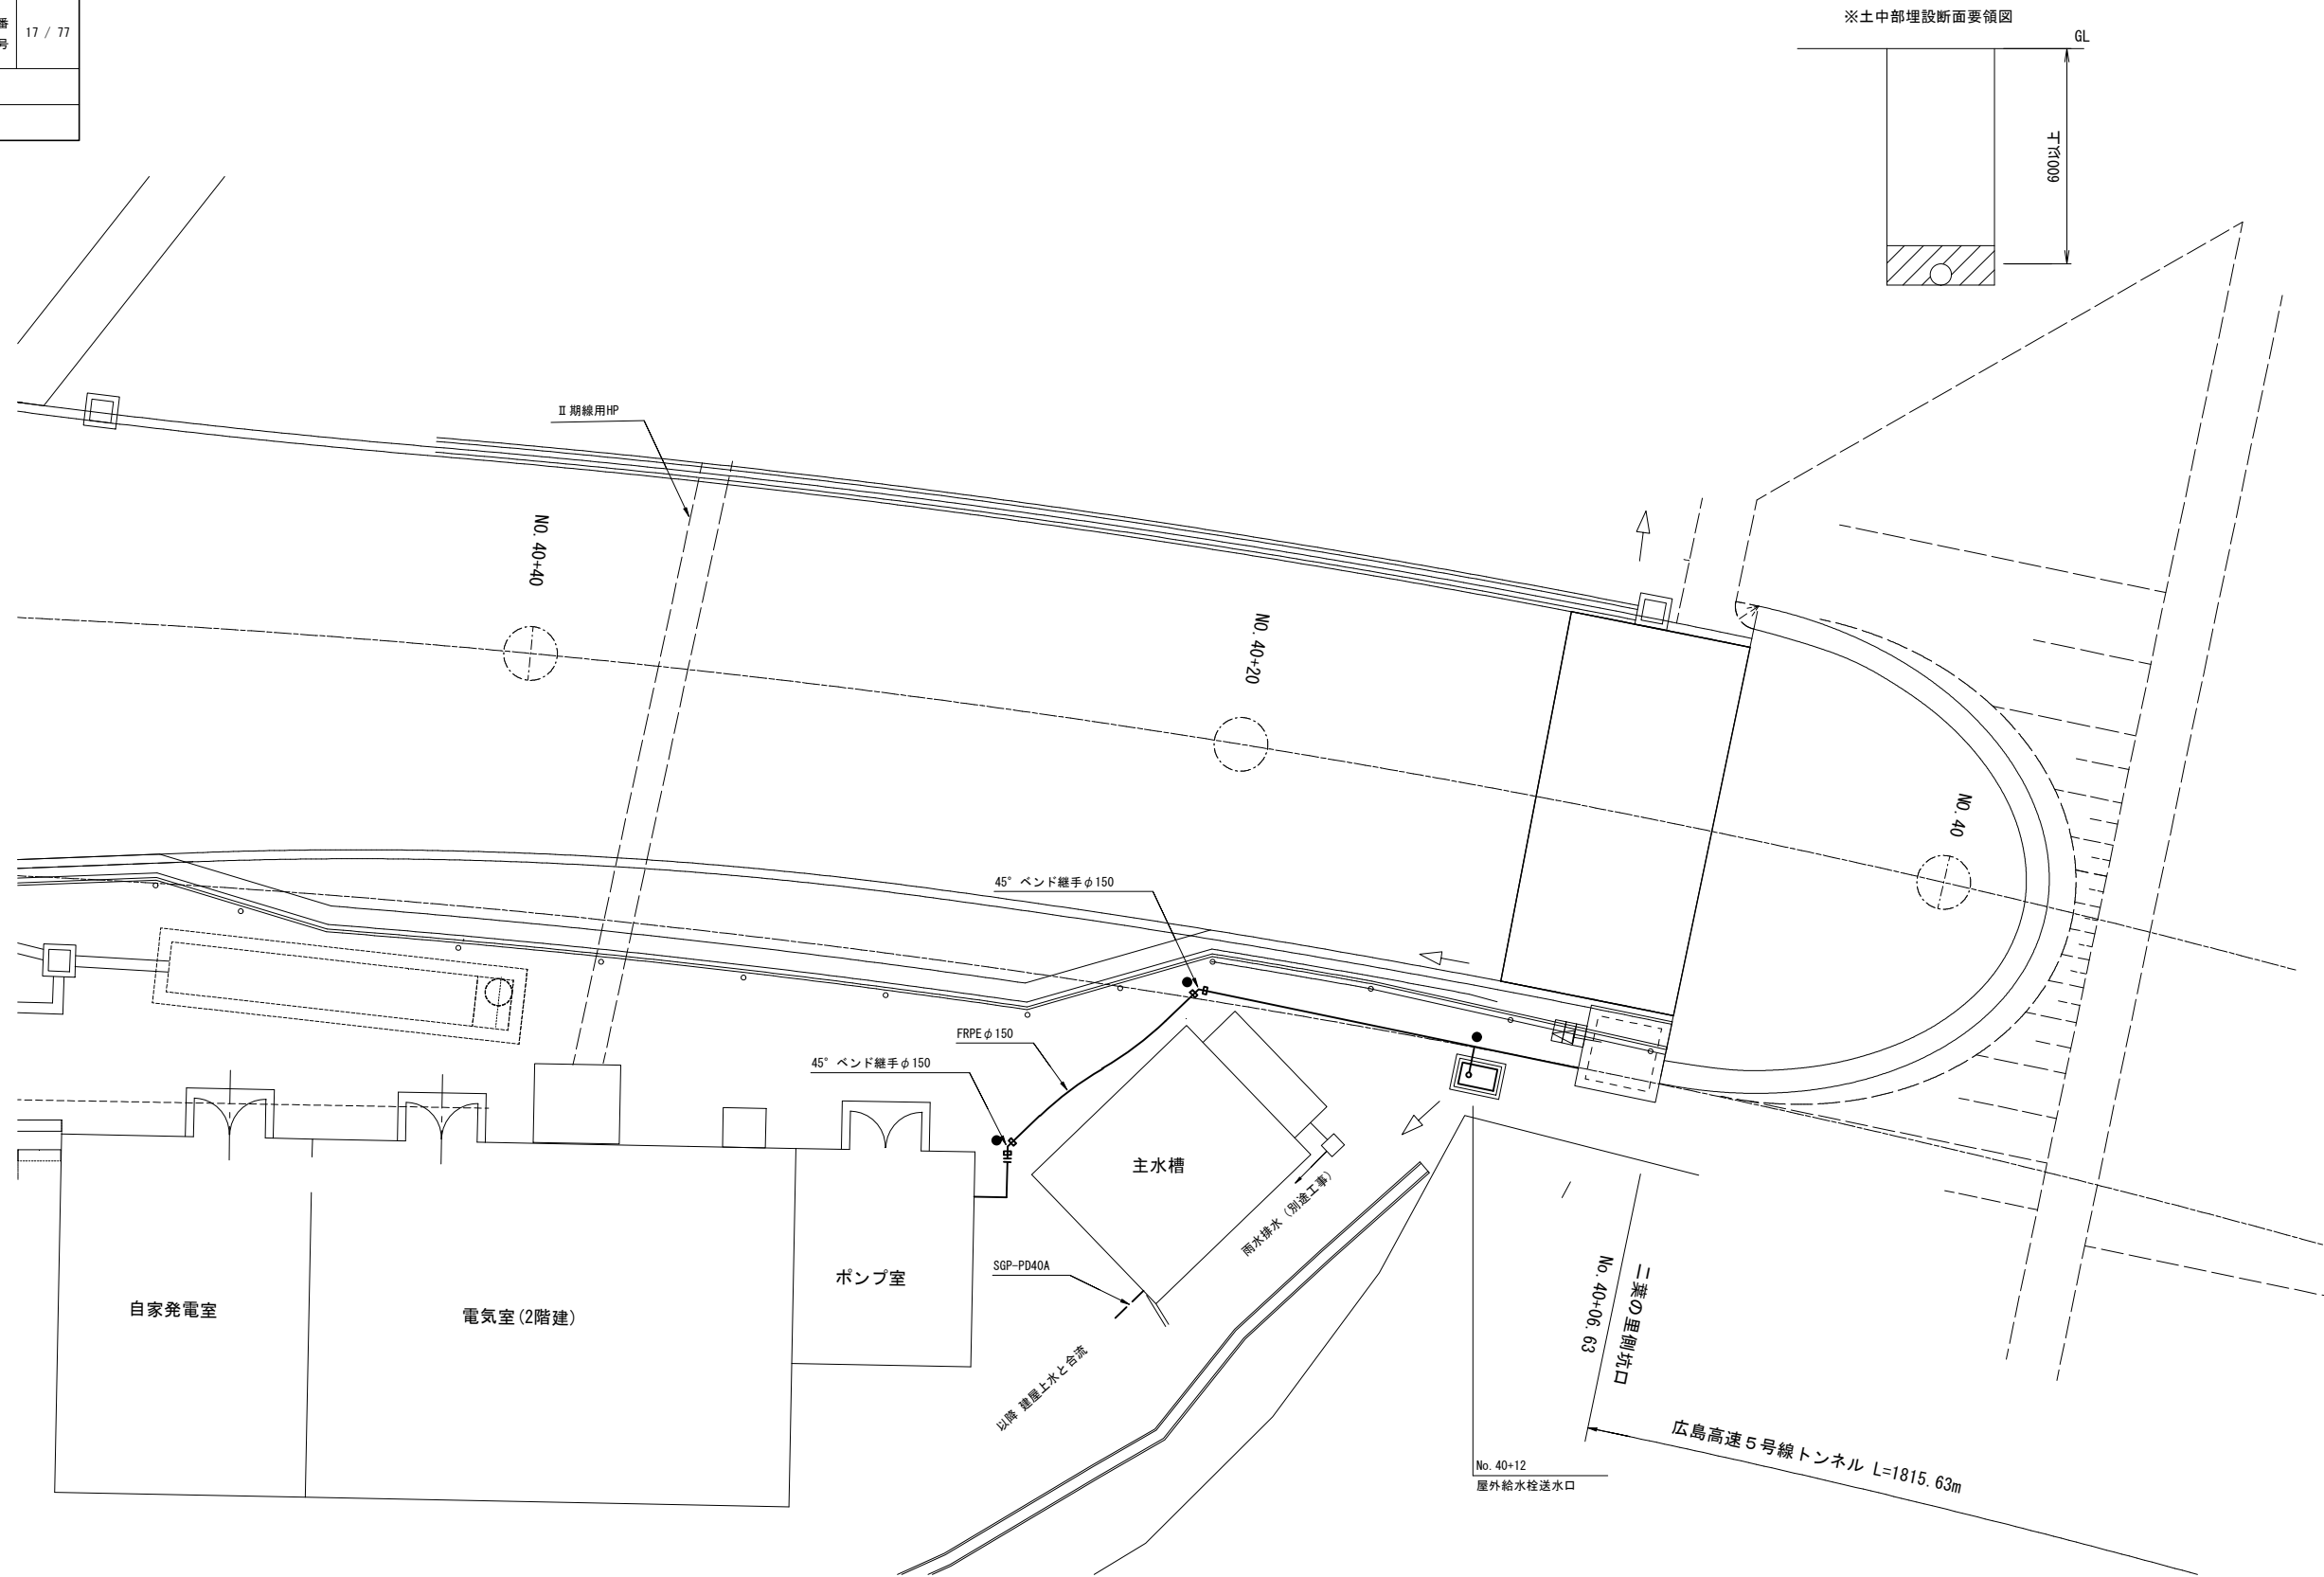 番
号
17 / 77
※土中部埋設断面要領図
GL
600以上
Ⅱ期線用HP
NO. 40+40
NO. 40+20
NO. 40
45°ベンド継手φ150
FRPEφ150
45°ベンド継手φ150
主水槽
雨水排水（別途工事）
SGP-PD40A
ポンプ室
自家発電室
電気室(2階建)
以降 建屋上水と合流
No. 40+06. 63
二葉の里側坑口
広島高速５号線トンネル L=1815. 63m
No. 40+12
屋外給水栓送水口